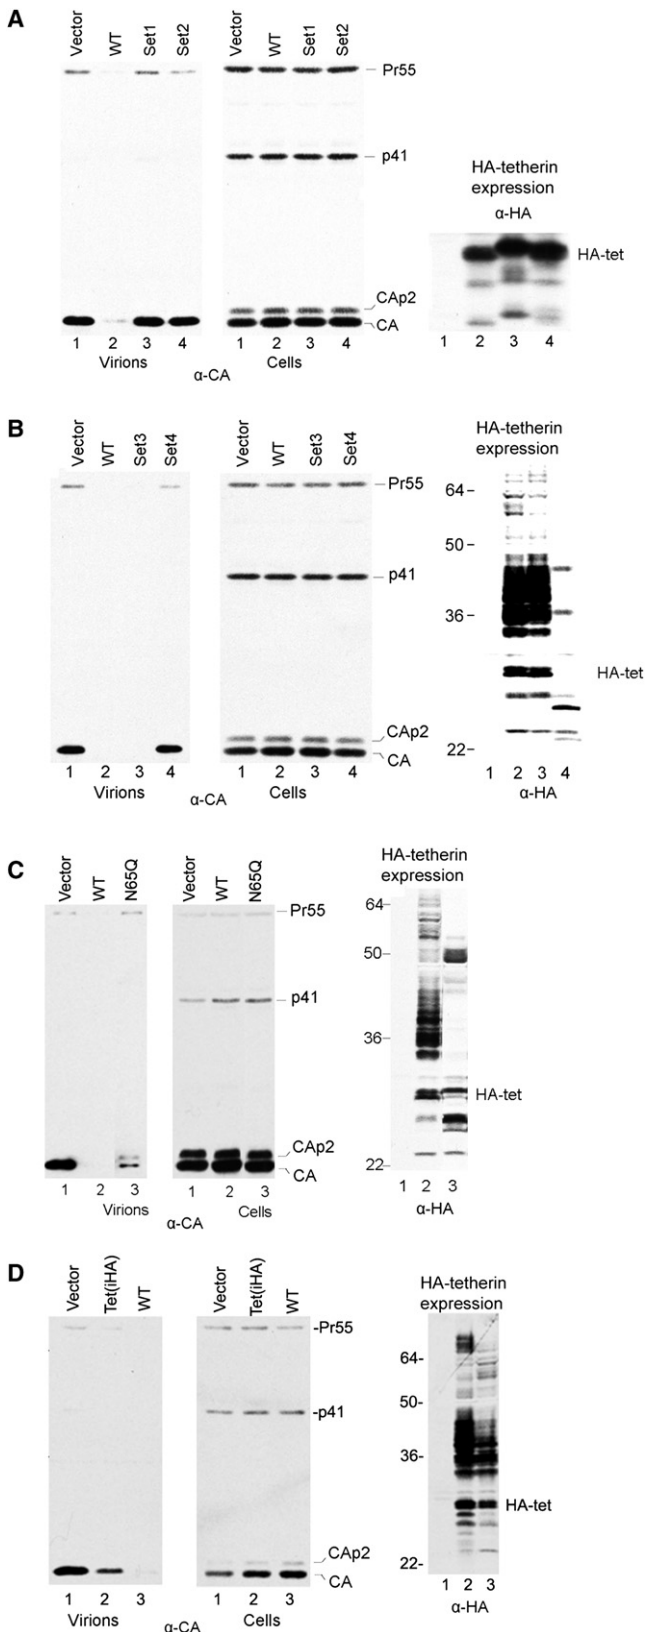 A
Vector
WT
Set1
Set2
Vector
WT
Set1
Set2
Pr55
p41
CAp2
CA
1 2 3 4
Virions
1 2 3 4
Cells
α-CA
HA-tetherin
expression
α-HA
HA-tet
1 2 3 4
B
Vector
WT
Set3
Set4
Vector
WT
Set3
Set4
Pr55
p41
CAp2
CA
1 2 3 4
Virions
1 2 3 4
Cells
α-CA
HA-tetherin
expression
64
50
36
22
HA-tet
1 2 3 4
α-HA
C
Vector
WT
N65Q
Vector
WT
N65Q
Pr55
p41
CAp2
CA
1 2 3
Virions
1 2 3
Cells
α-CA
HA-tetherin
expression
64
50
36
22
HA-tet
1 2 3
α-HA
D
Vector
Tet(iHA)
WT
Vector
Tet(iHA)
WT
-Pr55
-p41
CAp2
CA
1 2 3
Virions
1 2 3
Cells
α-CA
HA-tetherin
expression
64-
50-
36-
22-
HA-tet
1 2 3
α-HA